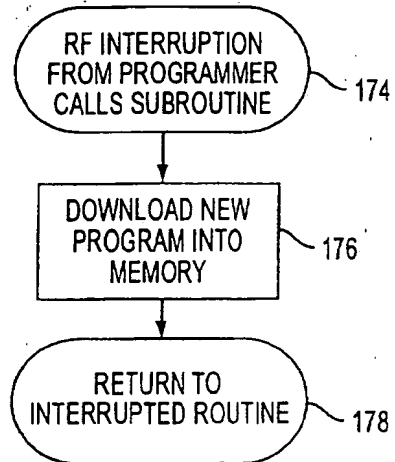 RF INTERRUPTION
FROM PROGRAMMER
CALLS SUBROUTINE
174
DOWNLOAD NEW
PROGRAM INTO
MEMORY
176
RETURN TO
INTERRUPTED ROUTINE
178